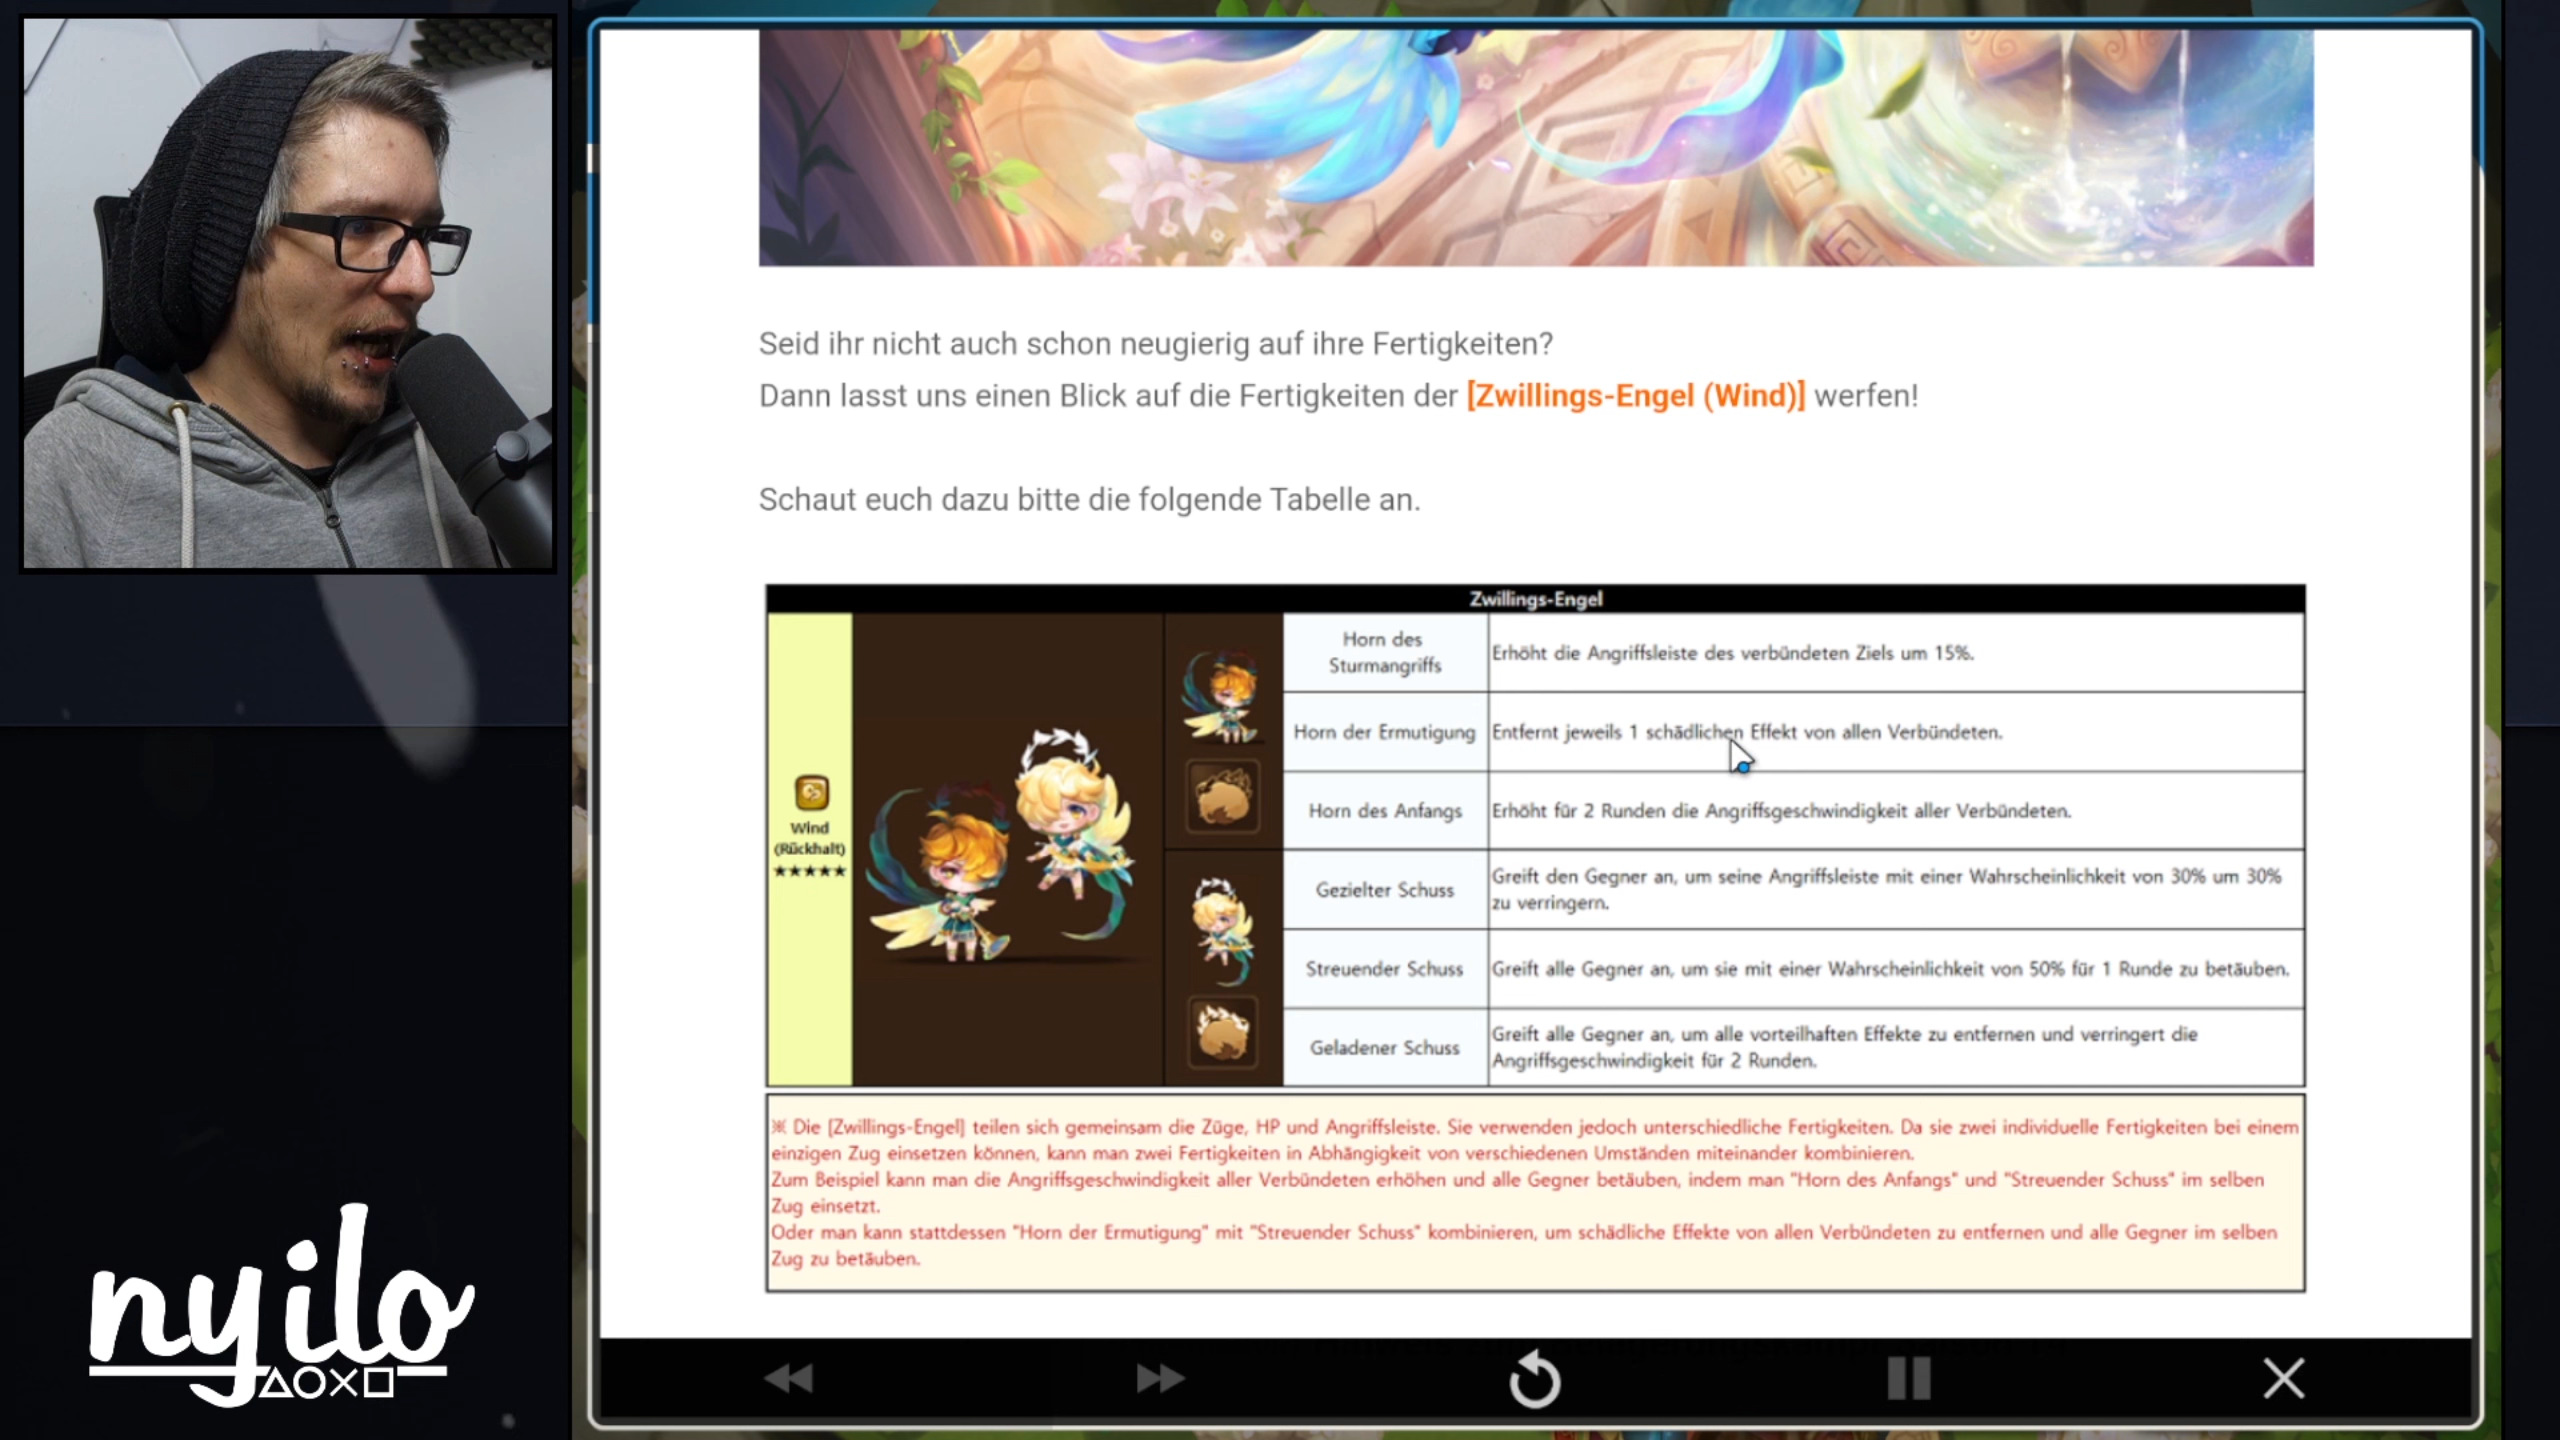 Seid ihr nicht auch schon neugierig auf ihre Fertigkeiten?
Dann lasst uns einen Blick auf die Fertigkeiten der [Zwillings-Engel (Wind)] werfen!
Schaut euch dazu bitte die folgende Tabelle an.
Zwillings-Engel
Wind
(Rückhalt)
★★★★★
Horn des
Sturmangriffs
Erhöht die Angriffsleiste des verbündeten Ziels um 15%.
Horn der Ermutigung
Entfernt jeweils 1 schädlichen Effekt von allen Verbündeten.
Horn des Anfangs
Erhöht für 2 Runden die Angriffsgeschwindigkeit aller Verbündeten.
Gezielter Schuss
Greift den Gegner an, um seine Angriffsleiste mit einer Wahrscheinlichkeit von 30% um 30%
zu verringern.
Streuender Schuss
Greift alle Gegner an, um sie mit einer Wahrscheinlichkeit von 50% für 1 Runde zu betäuben.
Geladener Schuss
Greift alle Gegner an, um alle vorteilhaften Effekte zu entfernen und verringert die
Angriffsgeschwindigkeit für 2 Runden.
※ Die [Zwillings-Engel] teilen sich gemeinsam die Züge, HP und Angriffsleiste. Sie verwenden jedoch unterschiedliche Fertigkeiten. Da sie zwei individuelle Fertigkeiten bei einem
einzigen Zug einsetzen können, kann man zwei Fertigkeiten in Abhängigkeit von verschiedenen Umständen miteinander kombinieren.
Zum Beispiel kann man die Angriffsgeschwindigkeit aller Verbündeten erhöhen und alle Gegner betäuben, indem man "Horn des Anfangs" und "Streuender Schuss" im selben
Zug einsetzt.
Oder man kann stattdessen "Horn der Ermutigung" mit "Streuender Schuss" kombinieren, um schädliche Effekte von allen Verbündeten zu entfernen und alle Gegner im selben
Zug zu betäuben.
nyilo